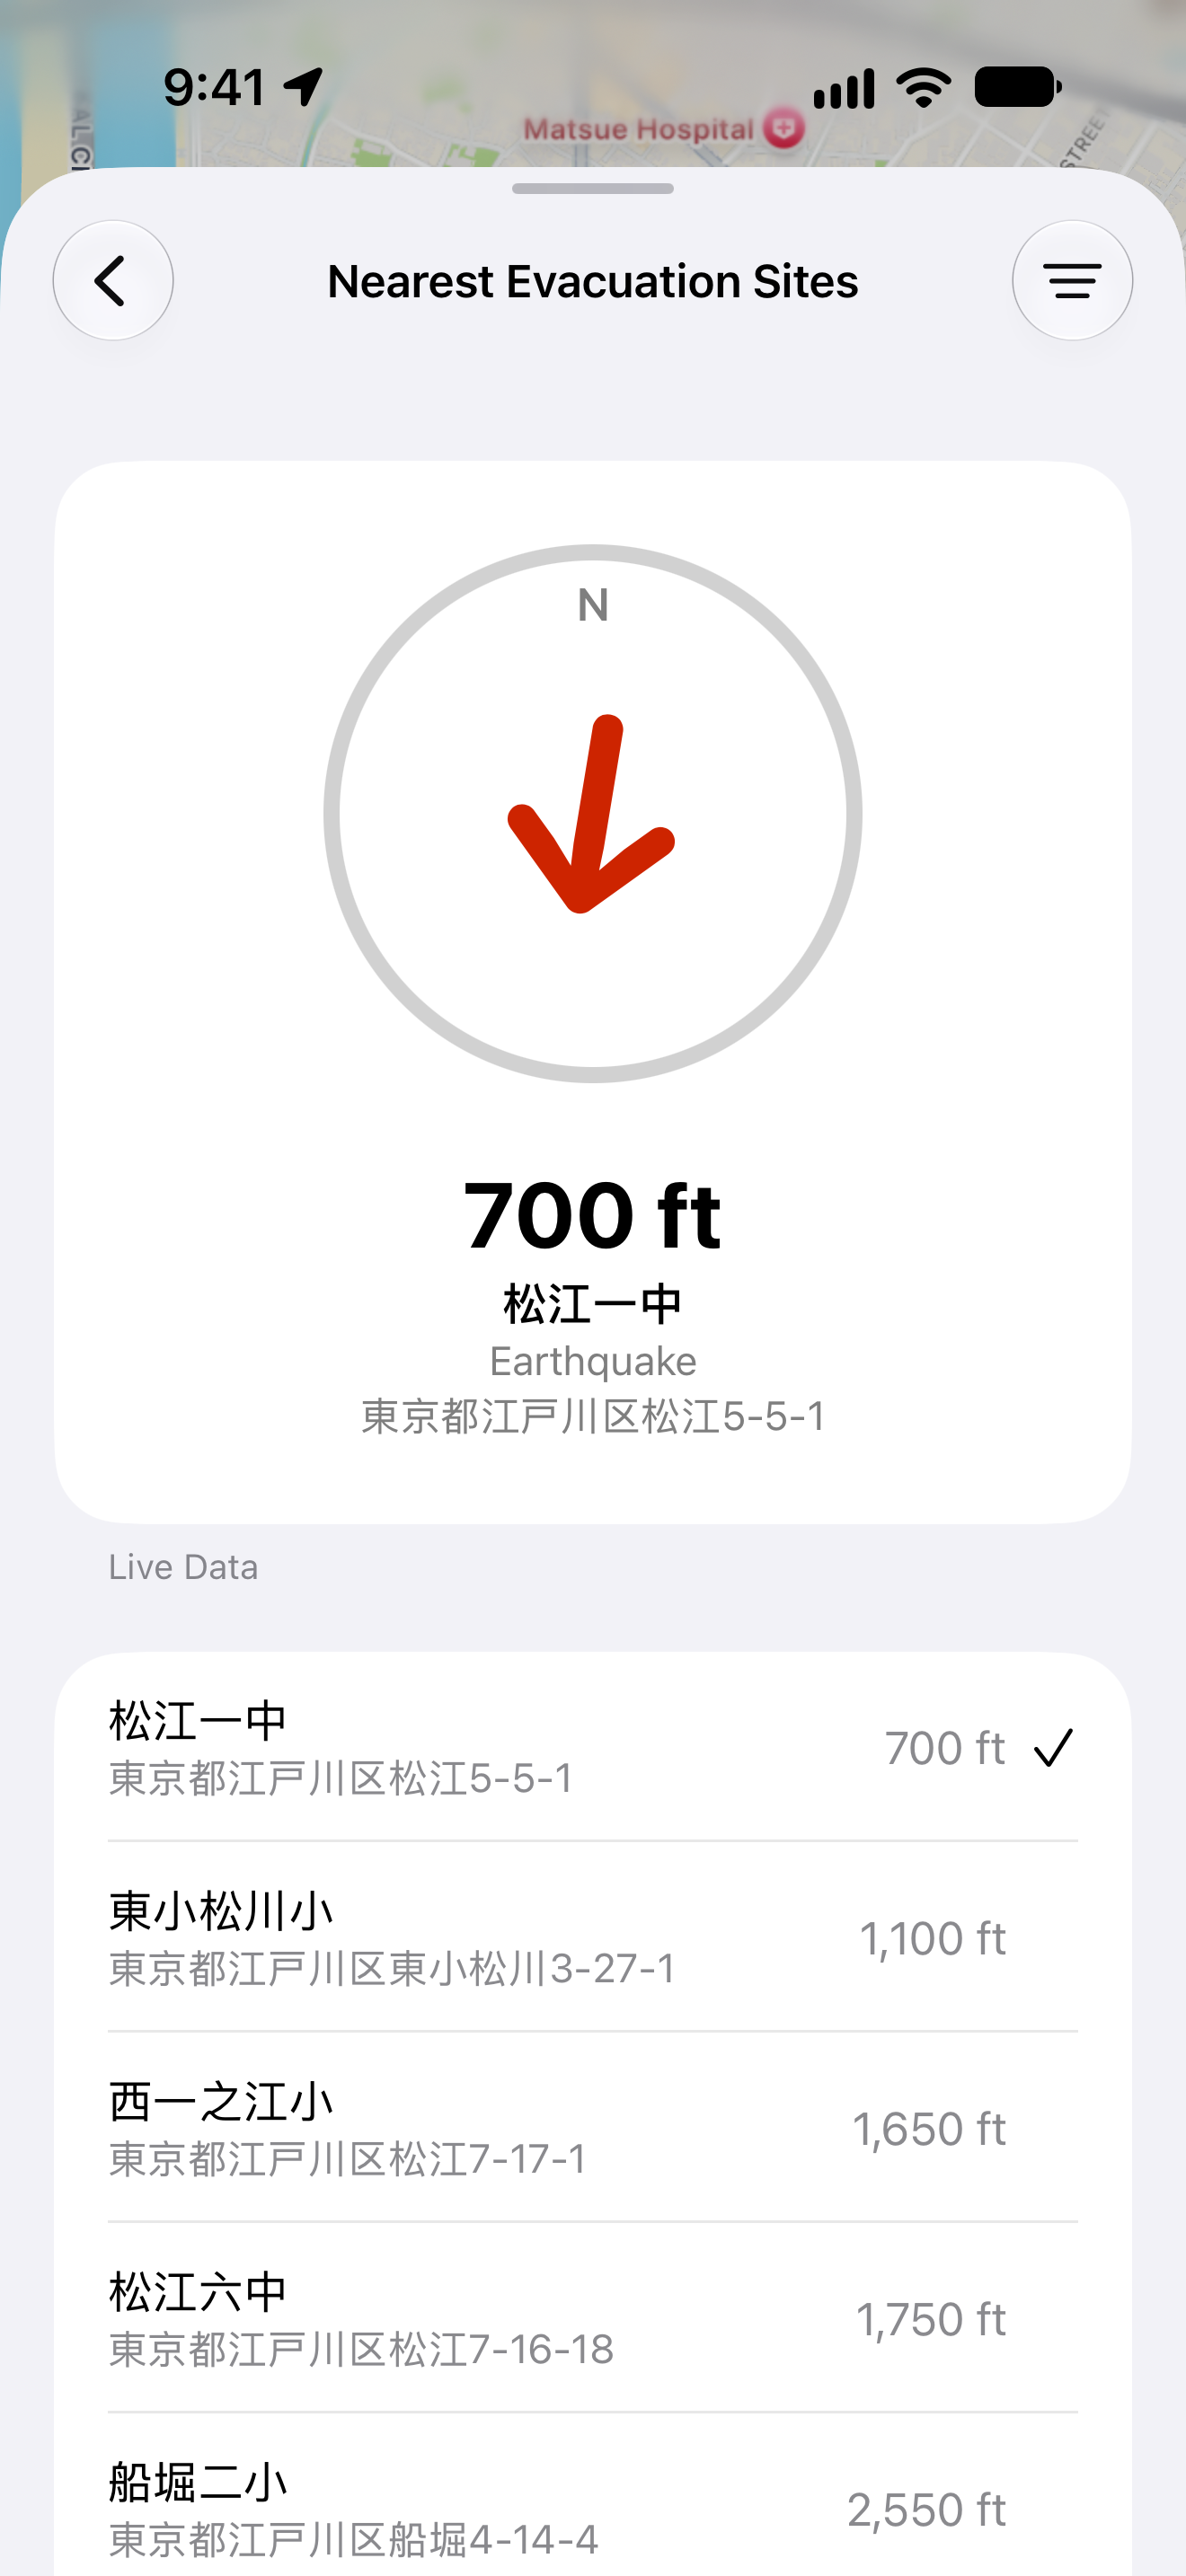 9:41
Matsue Hospital
STREET
Nearest Evacuation Sites
N
700 ft
松江一中
Earthquake
東京都江戸川区松江5-5-1
Live Data
松江一中
東京都江戸川区松江5-5-1
700 ft
東小松川小
東京都江戸川区東小松川3-27-1
1,100 ft
西一之江小
東京都江戸川区松江7-17-1
1,650 ft
松江六中
東京都江戸川区松江7-16-18
1,750 ft
船堀二小
東京都江戸川区船堀4-14-4
2,550 ft